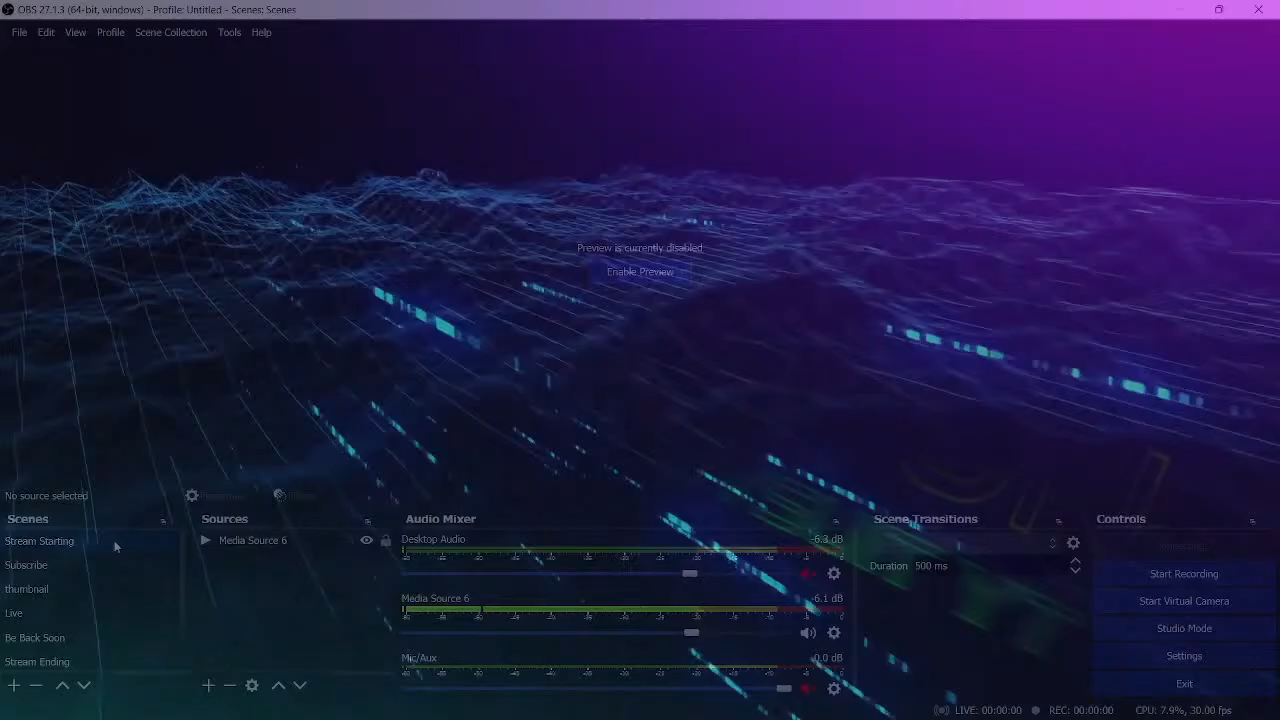 OBS 27.1.3 (64-bit, windows) - Profile: Untitled - Scenes: Scenes
File Edit View Profile Scene Collection Tools Help
Preview is currently disabled
Enable Preview
No source selected
Scenes
Stream Starting
Subscribe
thumbnail
Live
Be Back Soon
Stream Ending
Sources
Media Source 6
Audio Mixer
Desktop Audio -6.3 dB
Media Source 6 -6.1 dB
Mic/Aux 0.0 dB
Scene Transitions
Duration 500 ms
Controls
Start Recording
Start Virtual Camera
Studio Mode
Settings
Exit
LIVE: 00:00:00 REC: 00:00:00 CPU: 7.9%, 30.00 fps